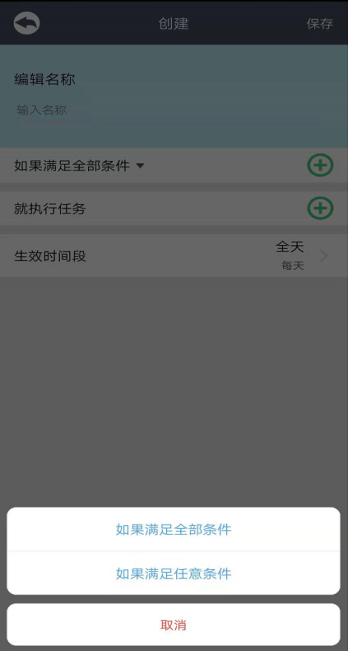 创建
保存
编辑名称
输入名称
如果满足全部条件
就执行任务
生效时间段
全天
每天
如果满足全部条件
如果满足任意条件
取消